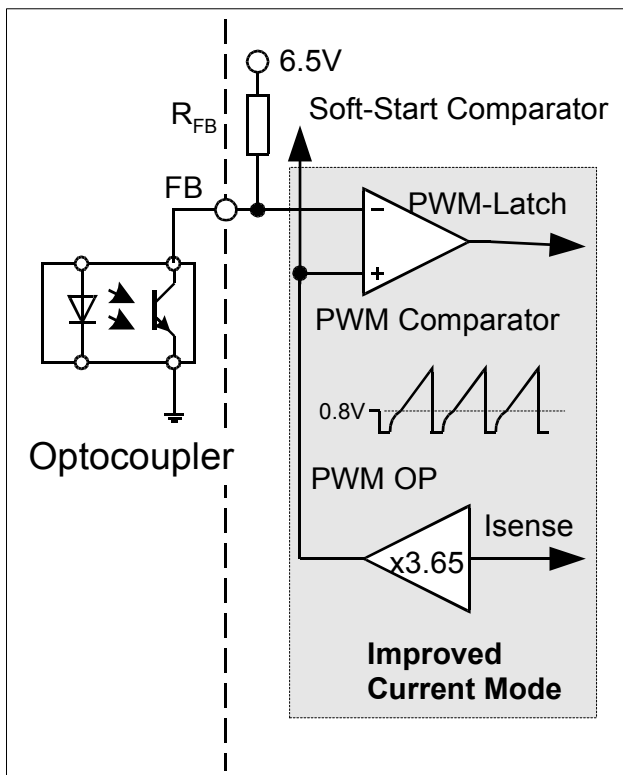 6.5V
R_FB
Soft-Start Comparator
FB
−
PWM-Latch
+
PWM Comparator
0.8V
Optocoupler
PWM OP
Isense
x3.65
Improved
Current Mode